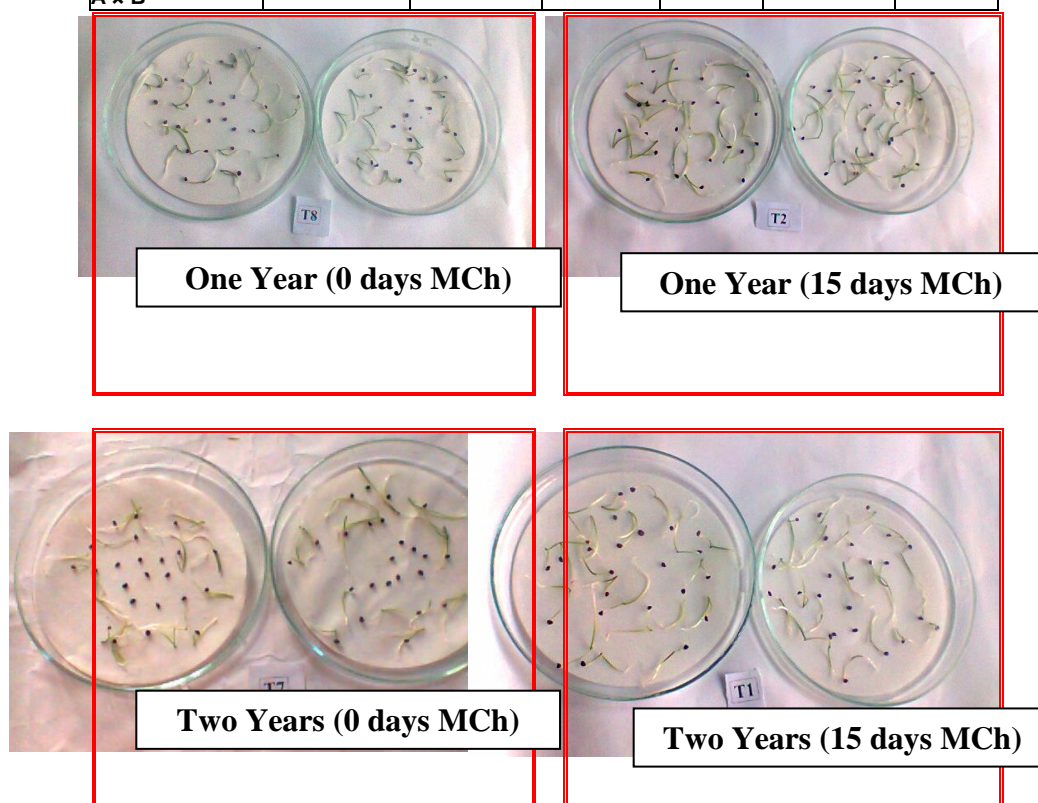 A x B
T8
T2
One Year (0 days MCh)
One Year (15 days MCh)
T7
T1
Two Years (0 days MCh)
Two Years (15 days MCh)